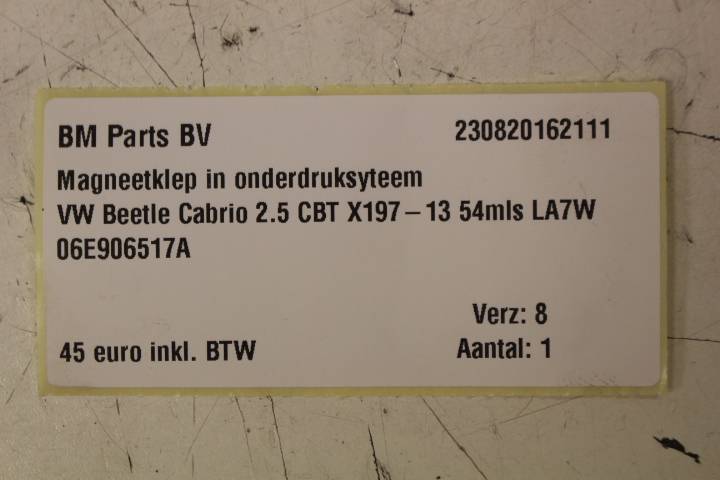 BM Parts BV 230820162111
Magneetklep in onderdruksyteem
VW Beetle Cabrio 2.5 CBT X197 – 13 54mls LA7W
06E906517A
Verz: 8
45 euro inkl. BTW Aantal: 1